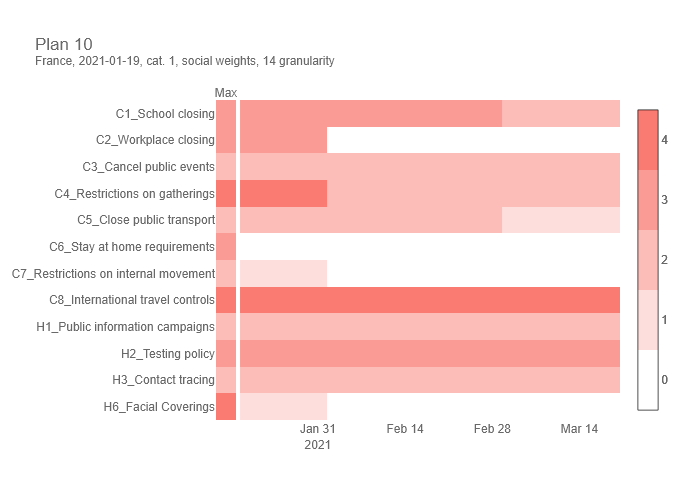 Plan 10
France, 2021-01-19, cat. 1, social weights, 14 granularity
Max
C1_School closing
C2_Workplace closing
C3_Cancel public events
C4_Restrictions on gatherings
C5_Close public transport
C6_Stay at home requirements
C7_Restrictions on internal movement
C8_International travel controls
H1_Public information campaigns
H2_Testing policy
H3_Contact tracing
H6_Facial Coverings
Jan 31 Feb 14 Feb 28 Mar 14
2021
4
3
2
1
0